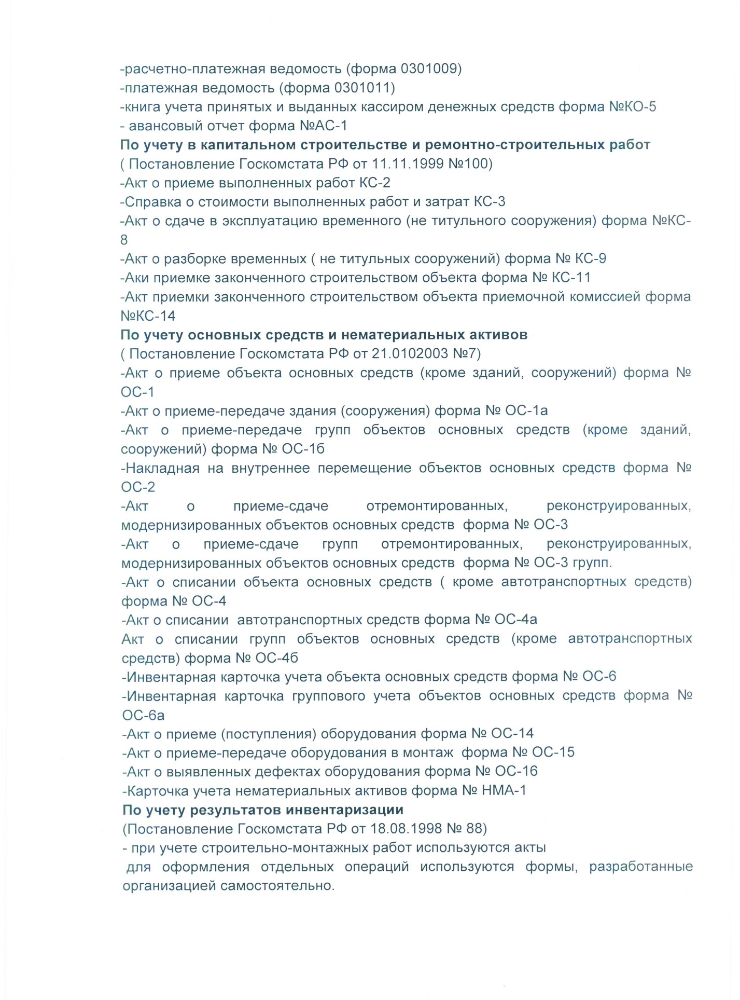 -расчетно-платежная ведомость (форма 0301009)
-платежная ведомость (форма 0301011)
-книга учета принятых и выданных кассиром денежных средств форма №КО-5
- авансовый отчет форма №АС-1
По учету в капитальном строительстве и ремонтно-строительных работ
( Постановление Госкомстата РФ от 11.11.1999 №100)
-Акт о приеме выполненных работ КС-2
-Справка о стоимости выполненных работ и затрат КС-3
-Акт о сдаче в эксплуатацию временного (не титульного сооружения) форма №КС-
8
-Акт о разборке временных ( не титульных сооружений) форма № КС-9
-Аки приемке законченного строительством объекта форма № КС-11
-Акт приемки законченного строительством объекта приемочной комиссией форма
№КС-14
По учету основных средств и нематериальных активов
( Постановление Госкомстата РФ от 21.0102003 №7)
-Акт о приеме объекта основных средств (кроме зданий, сооружений) форма №
ОС-1
-Акт о приеме-передаче здания (сооружения) форма № ОС-1а
-Акт о приеме-передаче групп объектов основных средств (кроме зданий,
сооружений) форма № ОС-1б
-Накладная на внутреннее перемещение объектов основных средств форма №
ОС-2
-Акт о приеме-сдаче отремонтированных, реконструированных,
модернизированных объектов основных средств  форма № ОС-3
-Акт о приеме-сдаче групп отремонтированных, реконструированных,
модернизированных объектов основных средств  форма № ОС-3 групп.
-Акт о списании объекта основных средств ( кроме автотранспортных средств)
форма № ОС-4
-Акт о списании  автотранспортных средств форма № ОС-4а
Акт о списании групп объектов основных средств (кроме автотранспортных
средств) форма № ОС-4б
-Инвентарная карточка учета объекта основных средств форма № ОС-6
-Инвентарная карточка группового учета объектов основных средств форма №
ОС-6а
-Акт о приеме (поступления) оборудования форма № ОС-14
-Акт о приеме-передаче оборудования в монтаж  форма № ОС-15
-Акт о выявленных дефектах оборудования форма № ОС-16
-Карточка учета нематериальных активов форма № НМА-1
По учету результатов инвентаризации
(Постановление Госкомстата РФ от 18.08.1998 № 88)
- при учете строительно-монтажных работ используются акты
для оформления отдельных операций используются формы, разработанные
организацией самостоятельно.